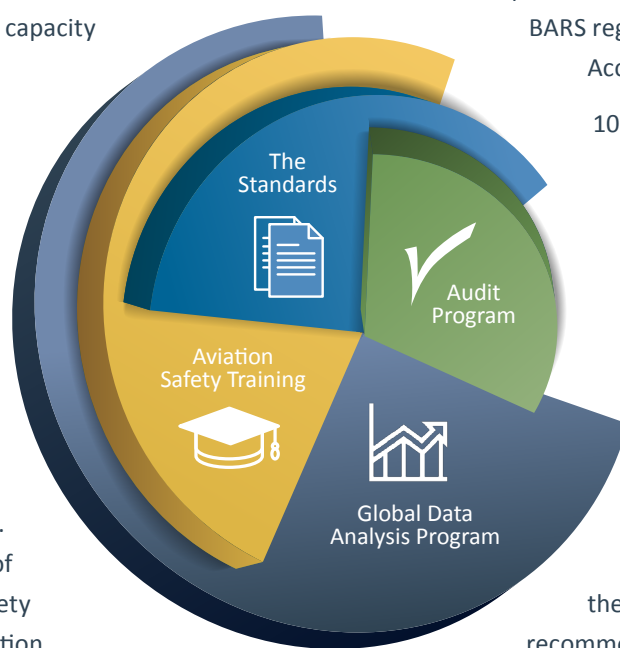 capacity
BARS reg
Acc
10
The
Standards
Audit
Program
Aviation
Safety Training
Global Data
Analysis Program
of
ety
the
tion
recomme